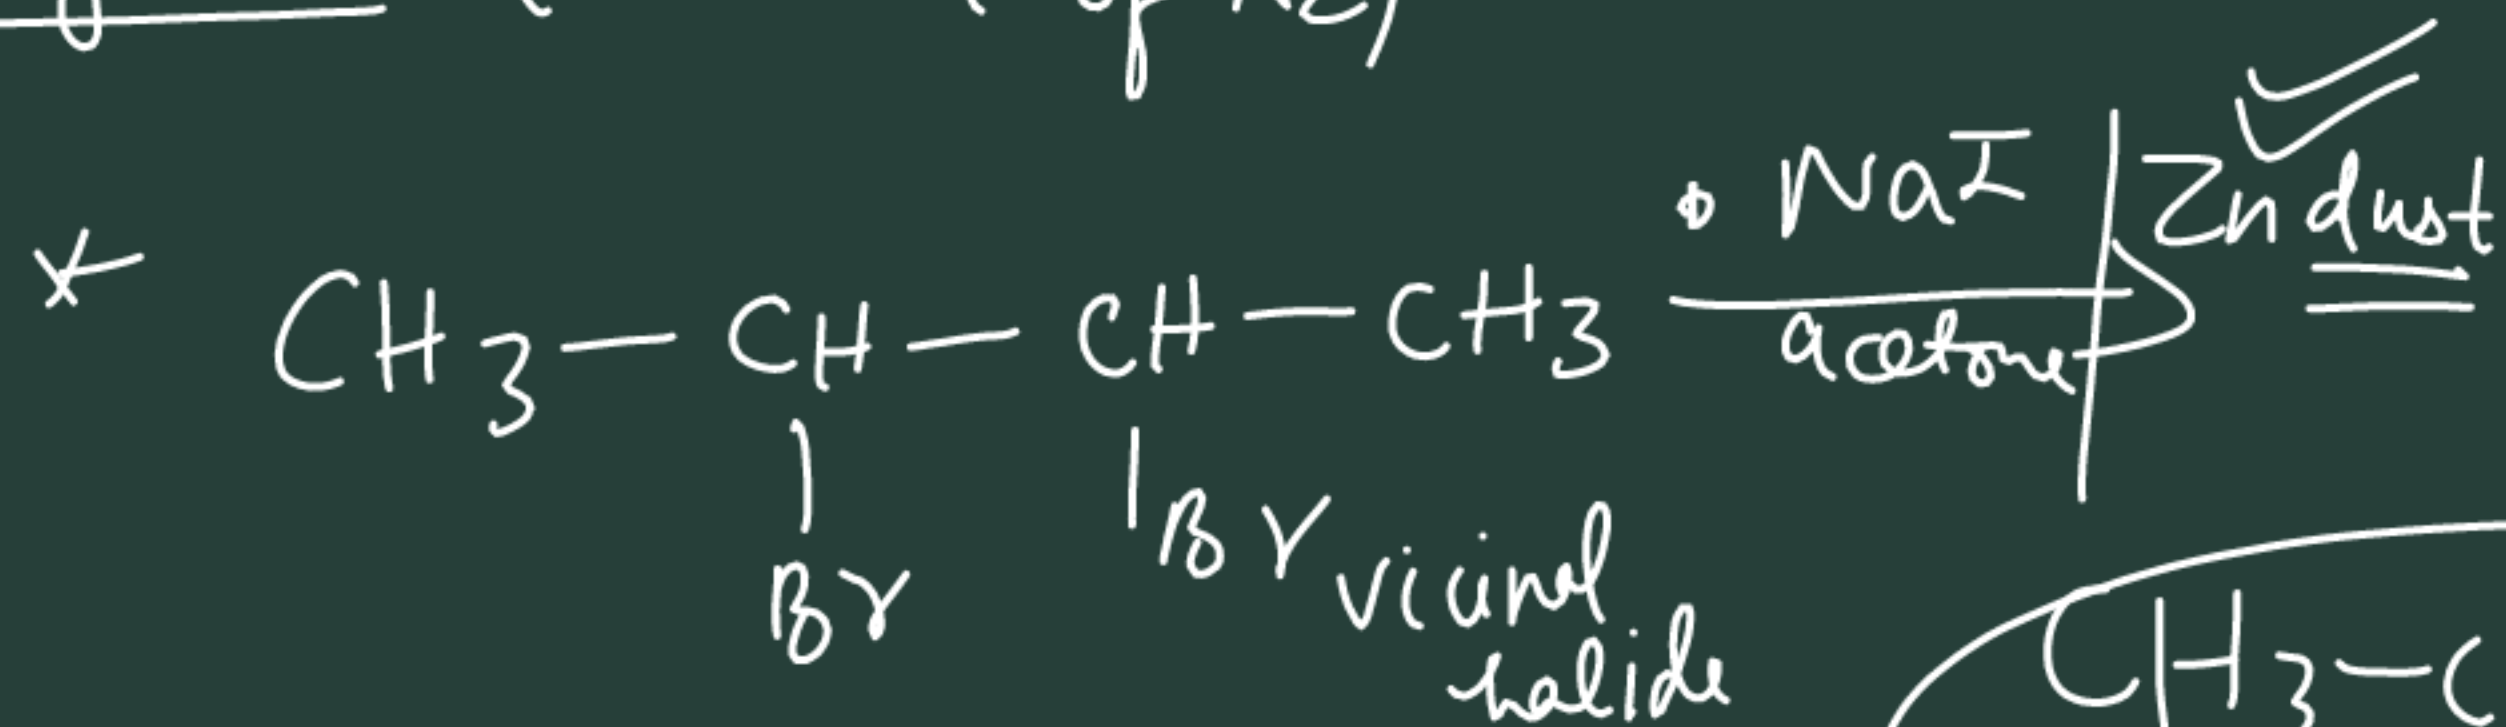 NaI | Zn dust
* CH3 — CH — CH — CH3 acetone
Br Br vicinal
halide
CH3-C